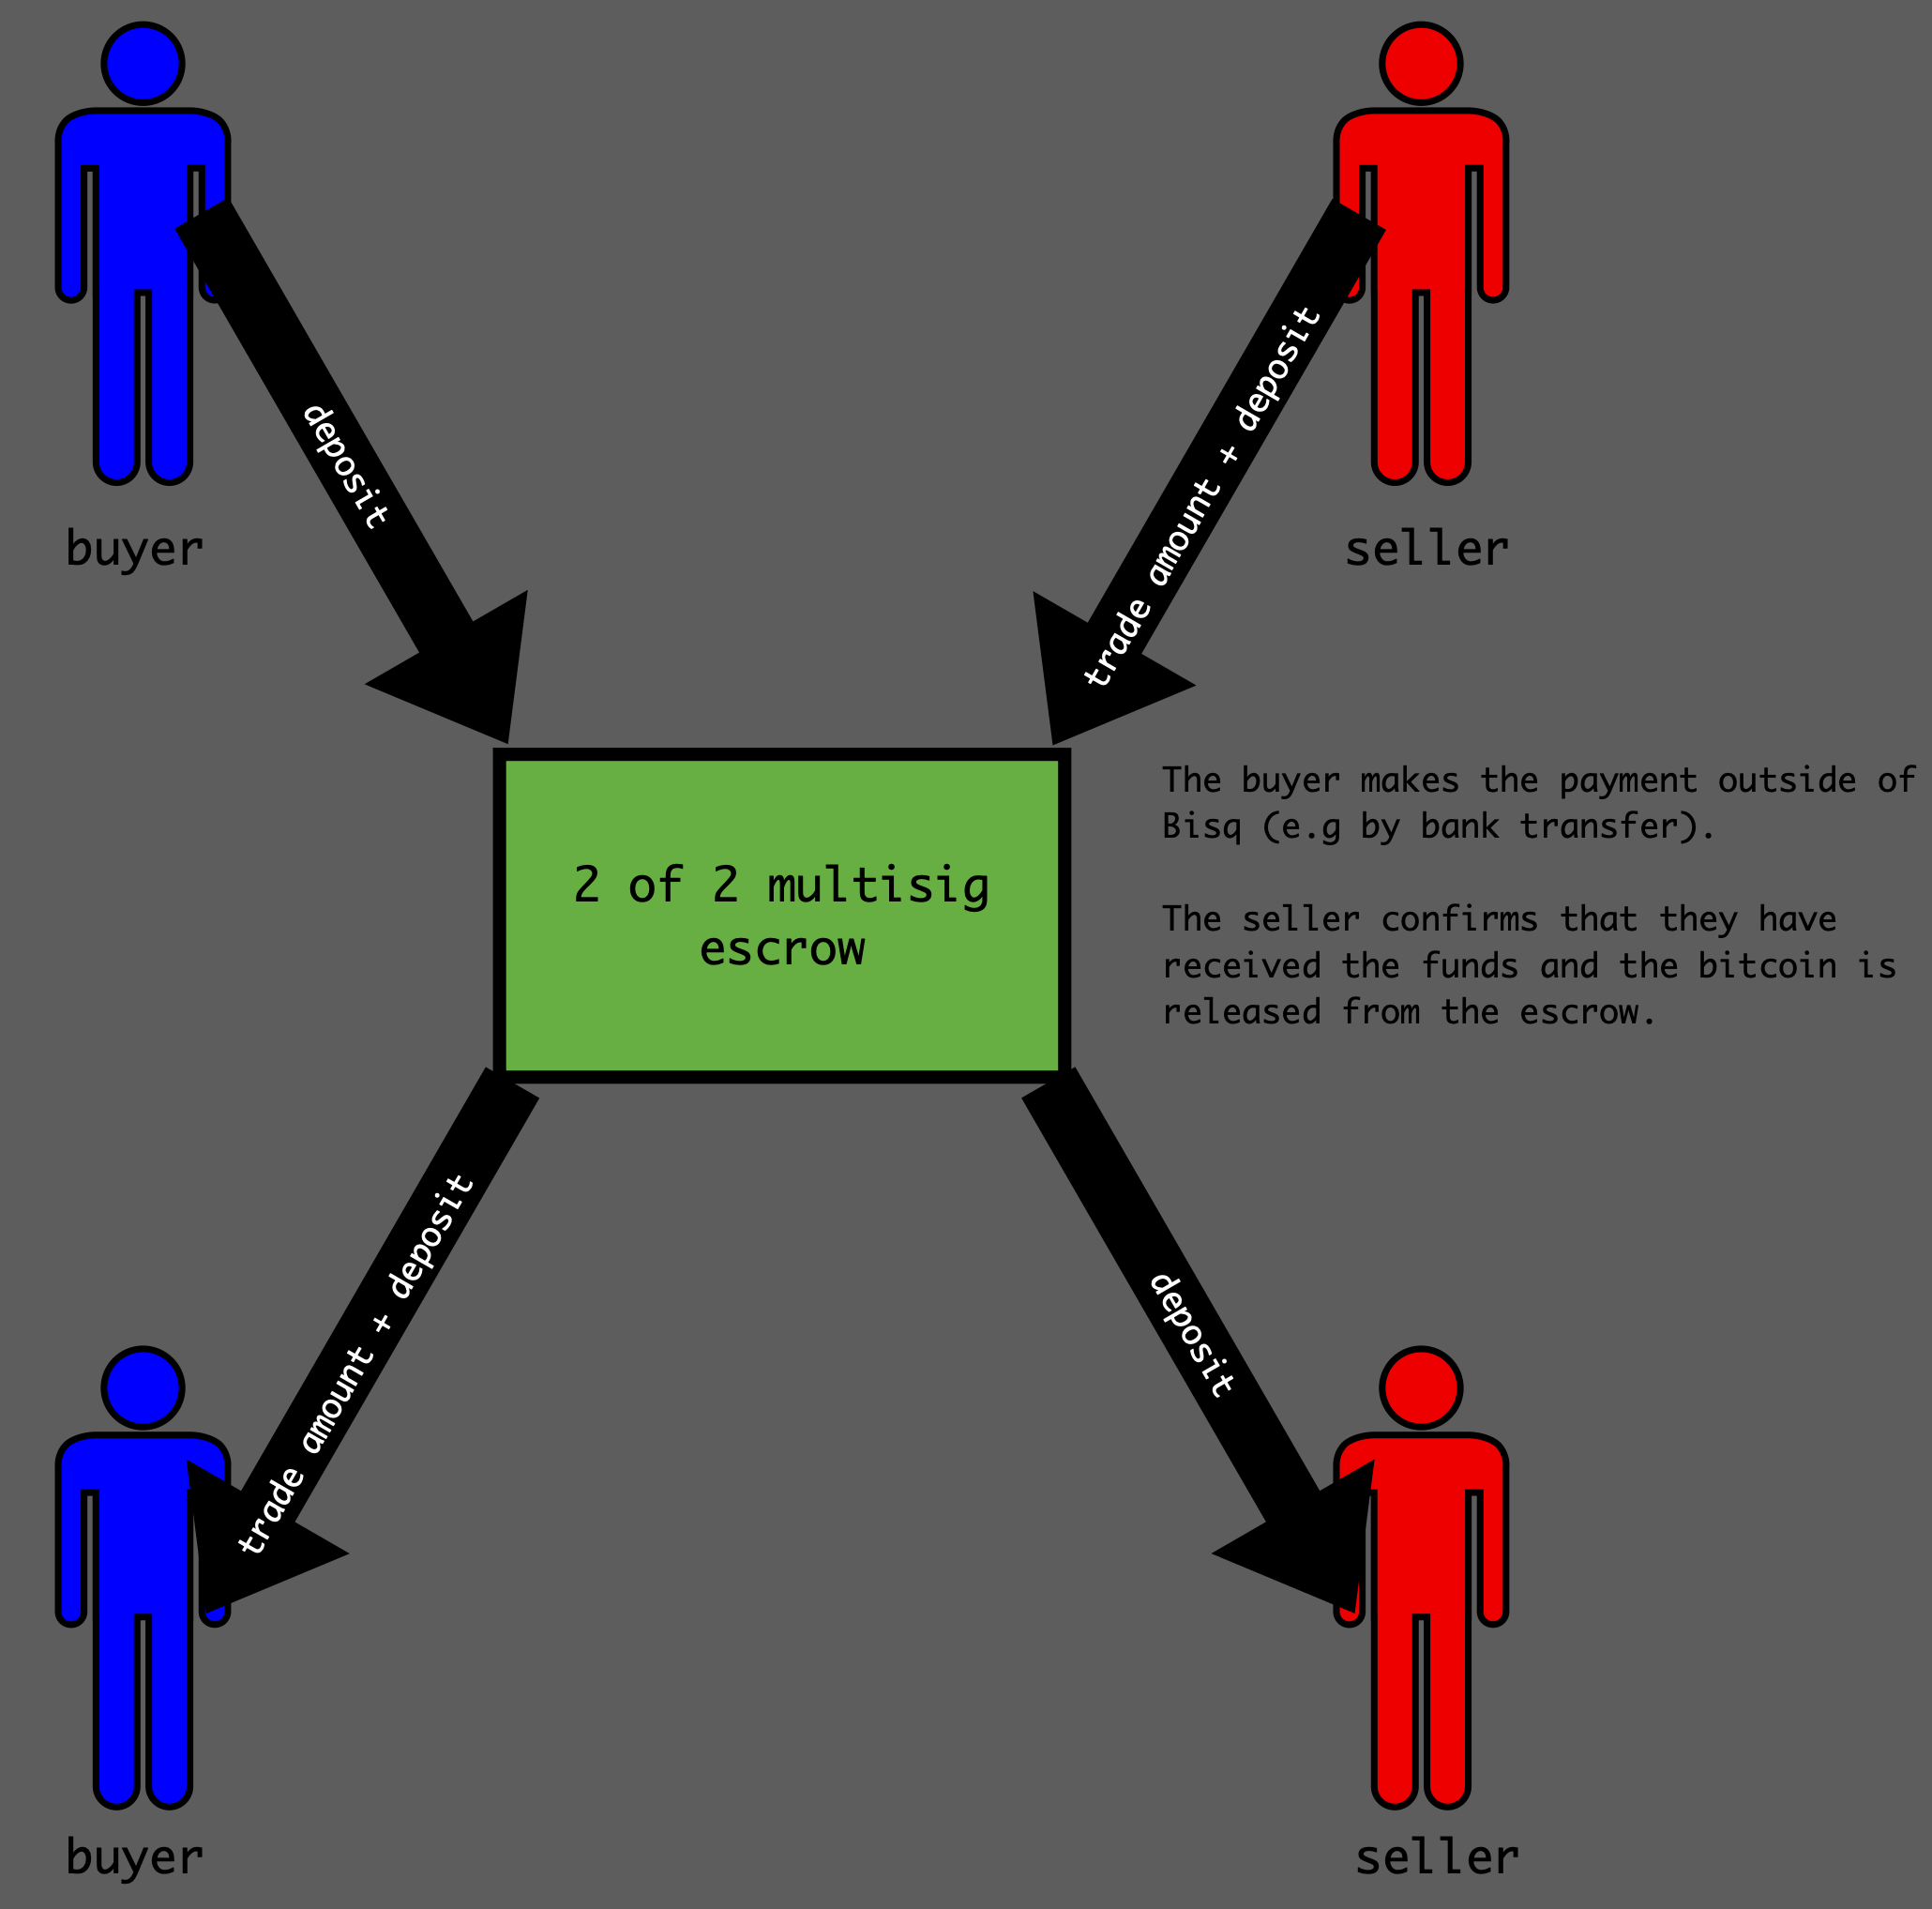 buyer
seller
deposit
trade amount + deposit
The buyer makes the payment outside of
Bisq (e.g by bank transfer).
The seller confirms that they have
received the funds and the bitcoin is
released from the escrow.
2 of 2 multisig
escrow
trade amount + deposit
deposit
buyer
seller